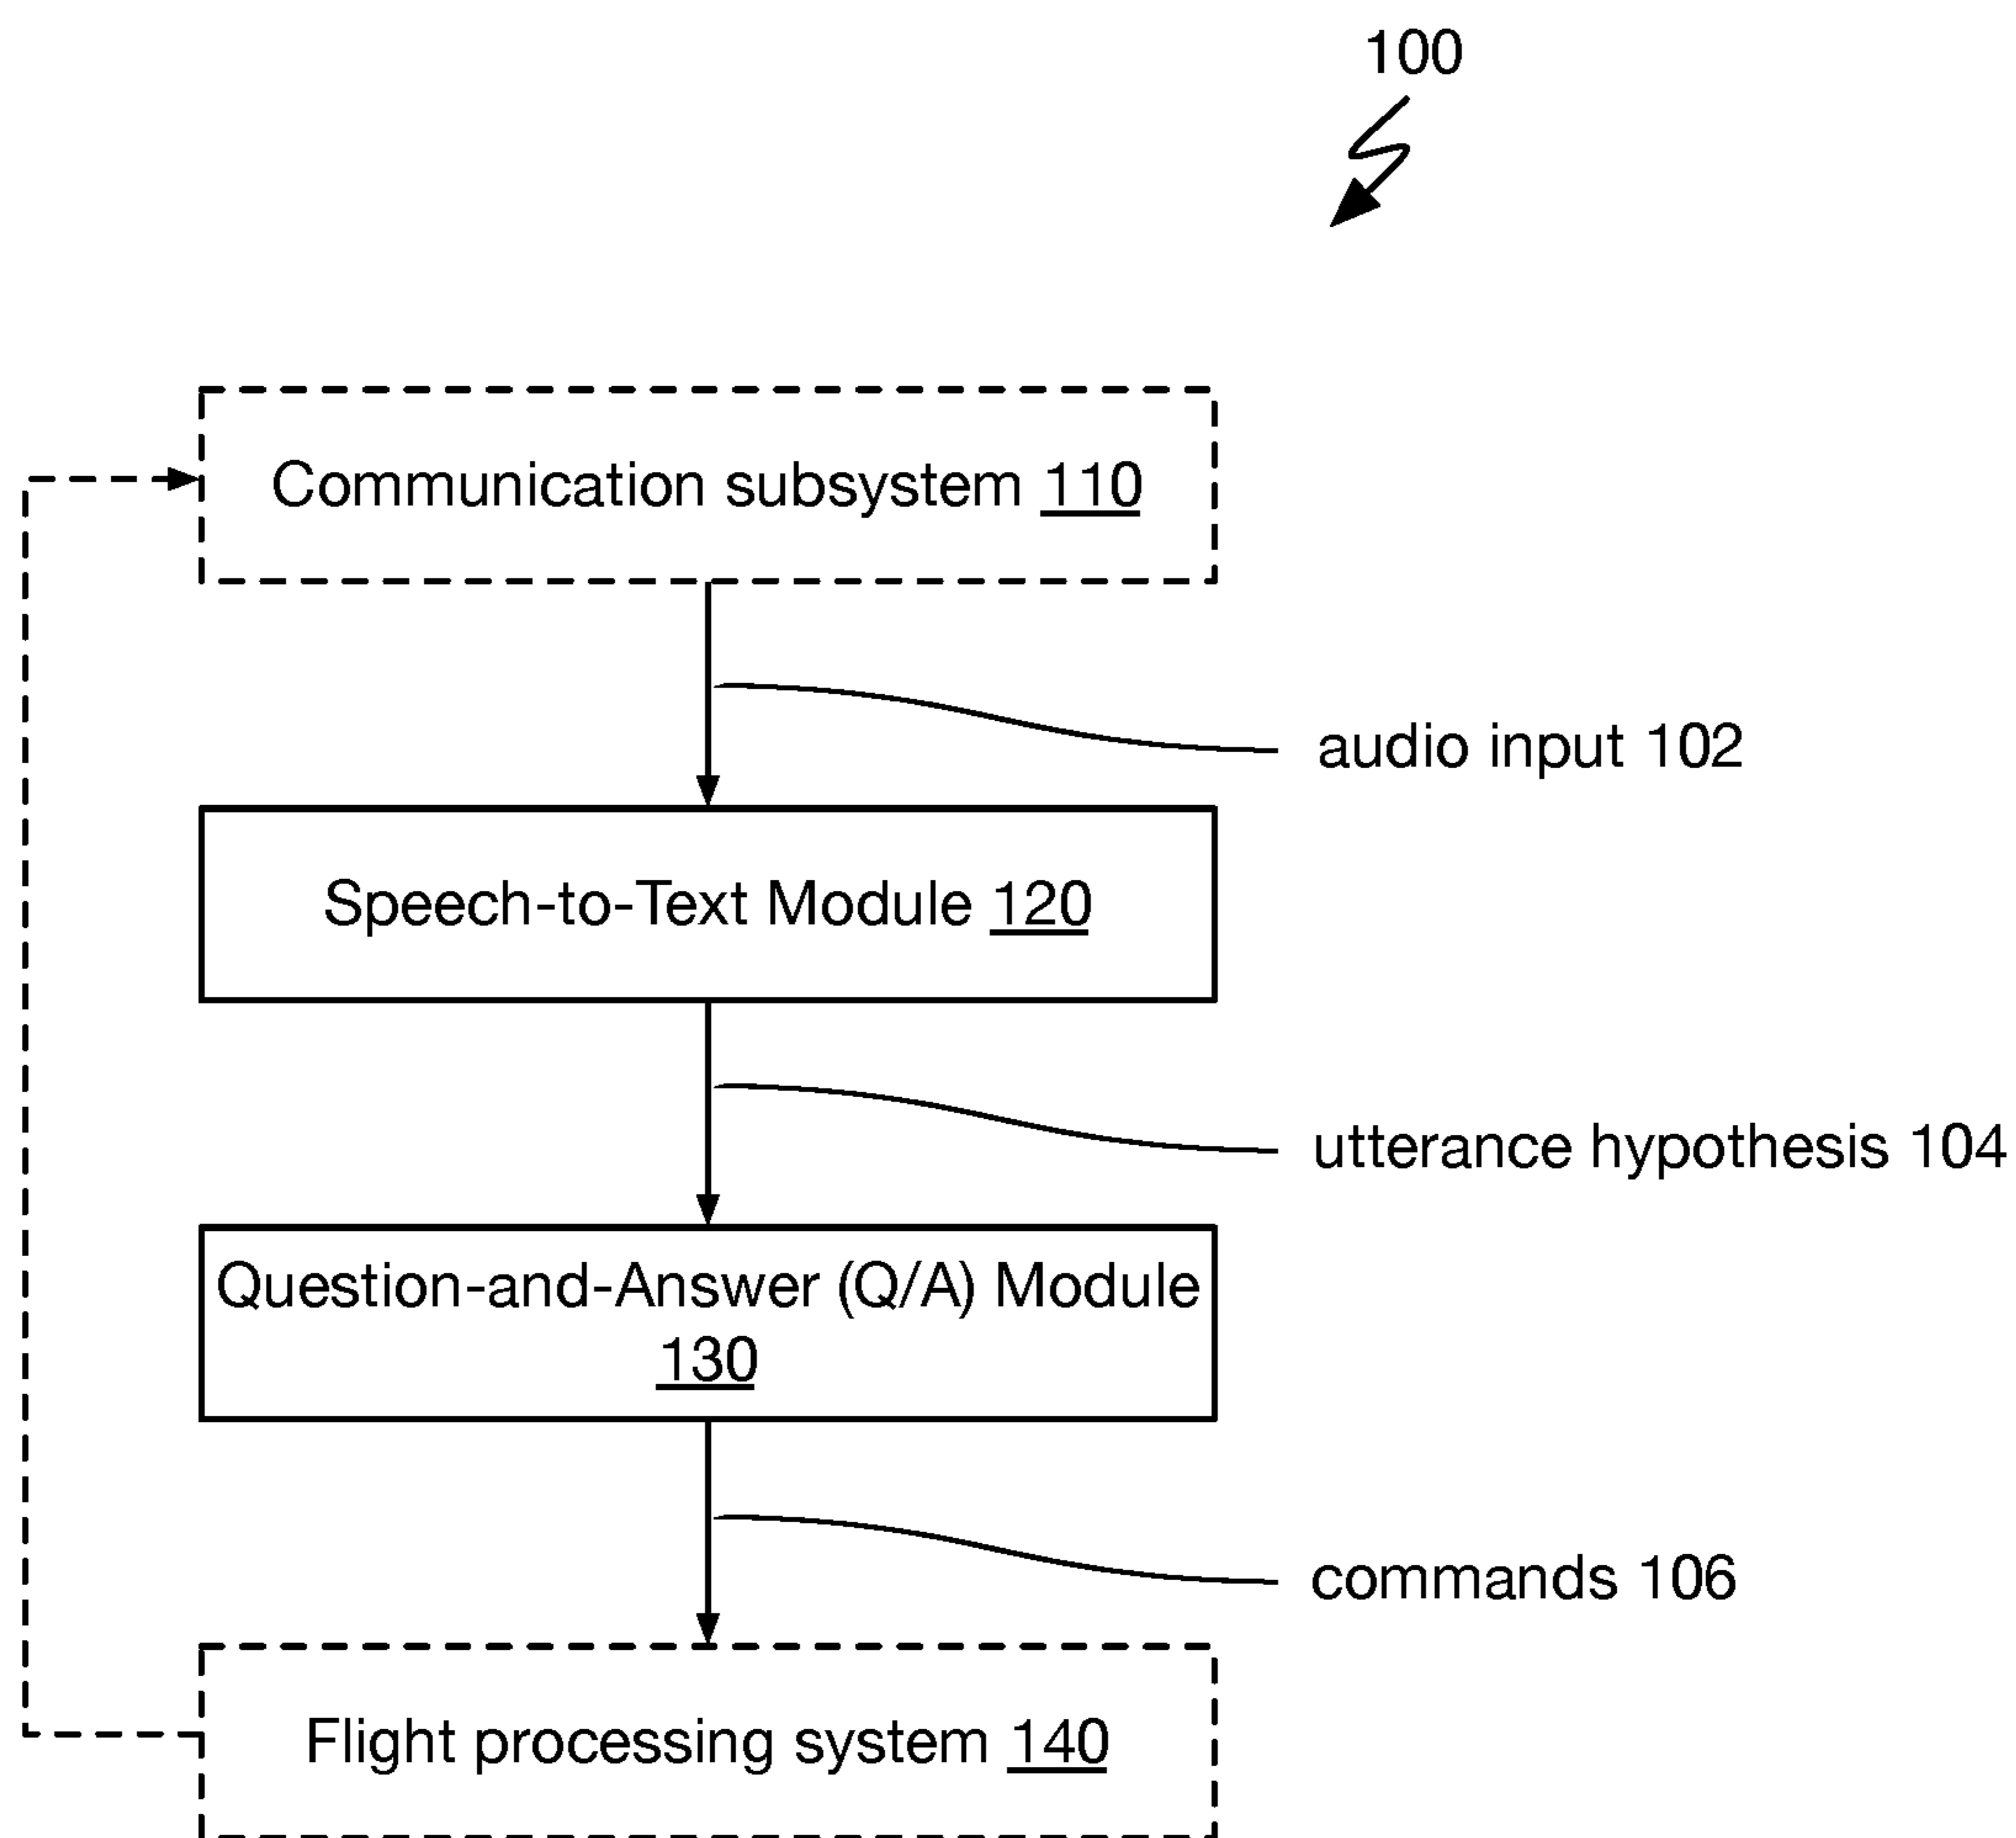 100
Communication subsystem 110
audio input 102
Speech-to-Text Module 120
utterance hypothesis 104
Question-and-Answer (Q/A) Module
130
commands 106
Flight processing system 140